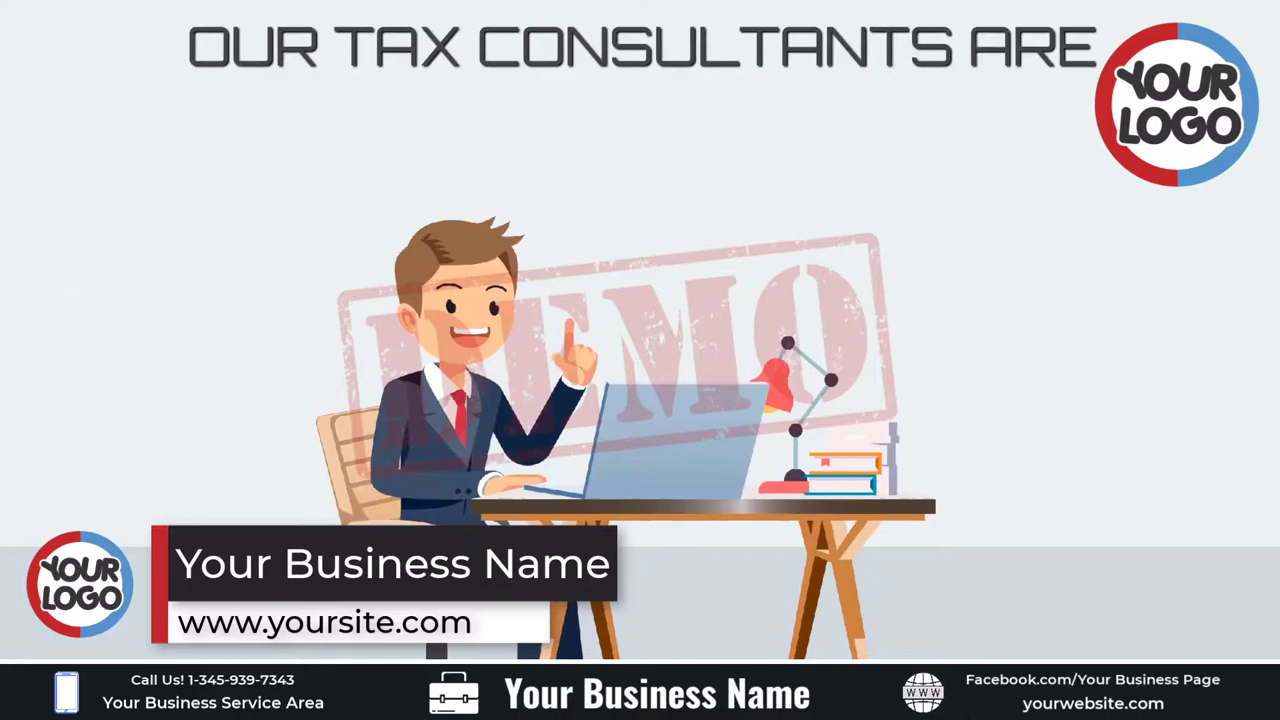 OUR TAX CONSULTANTS ARE
YOUR
LOGO
DEMO
YOUR
LOGO
Your Business Name
www.yoursite.com
Call Us! 1-345-939-7343
Your Business Service Area
Your Business Name
WWW
Facebook.com/Your Business Page
yourwebsite.com